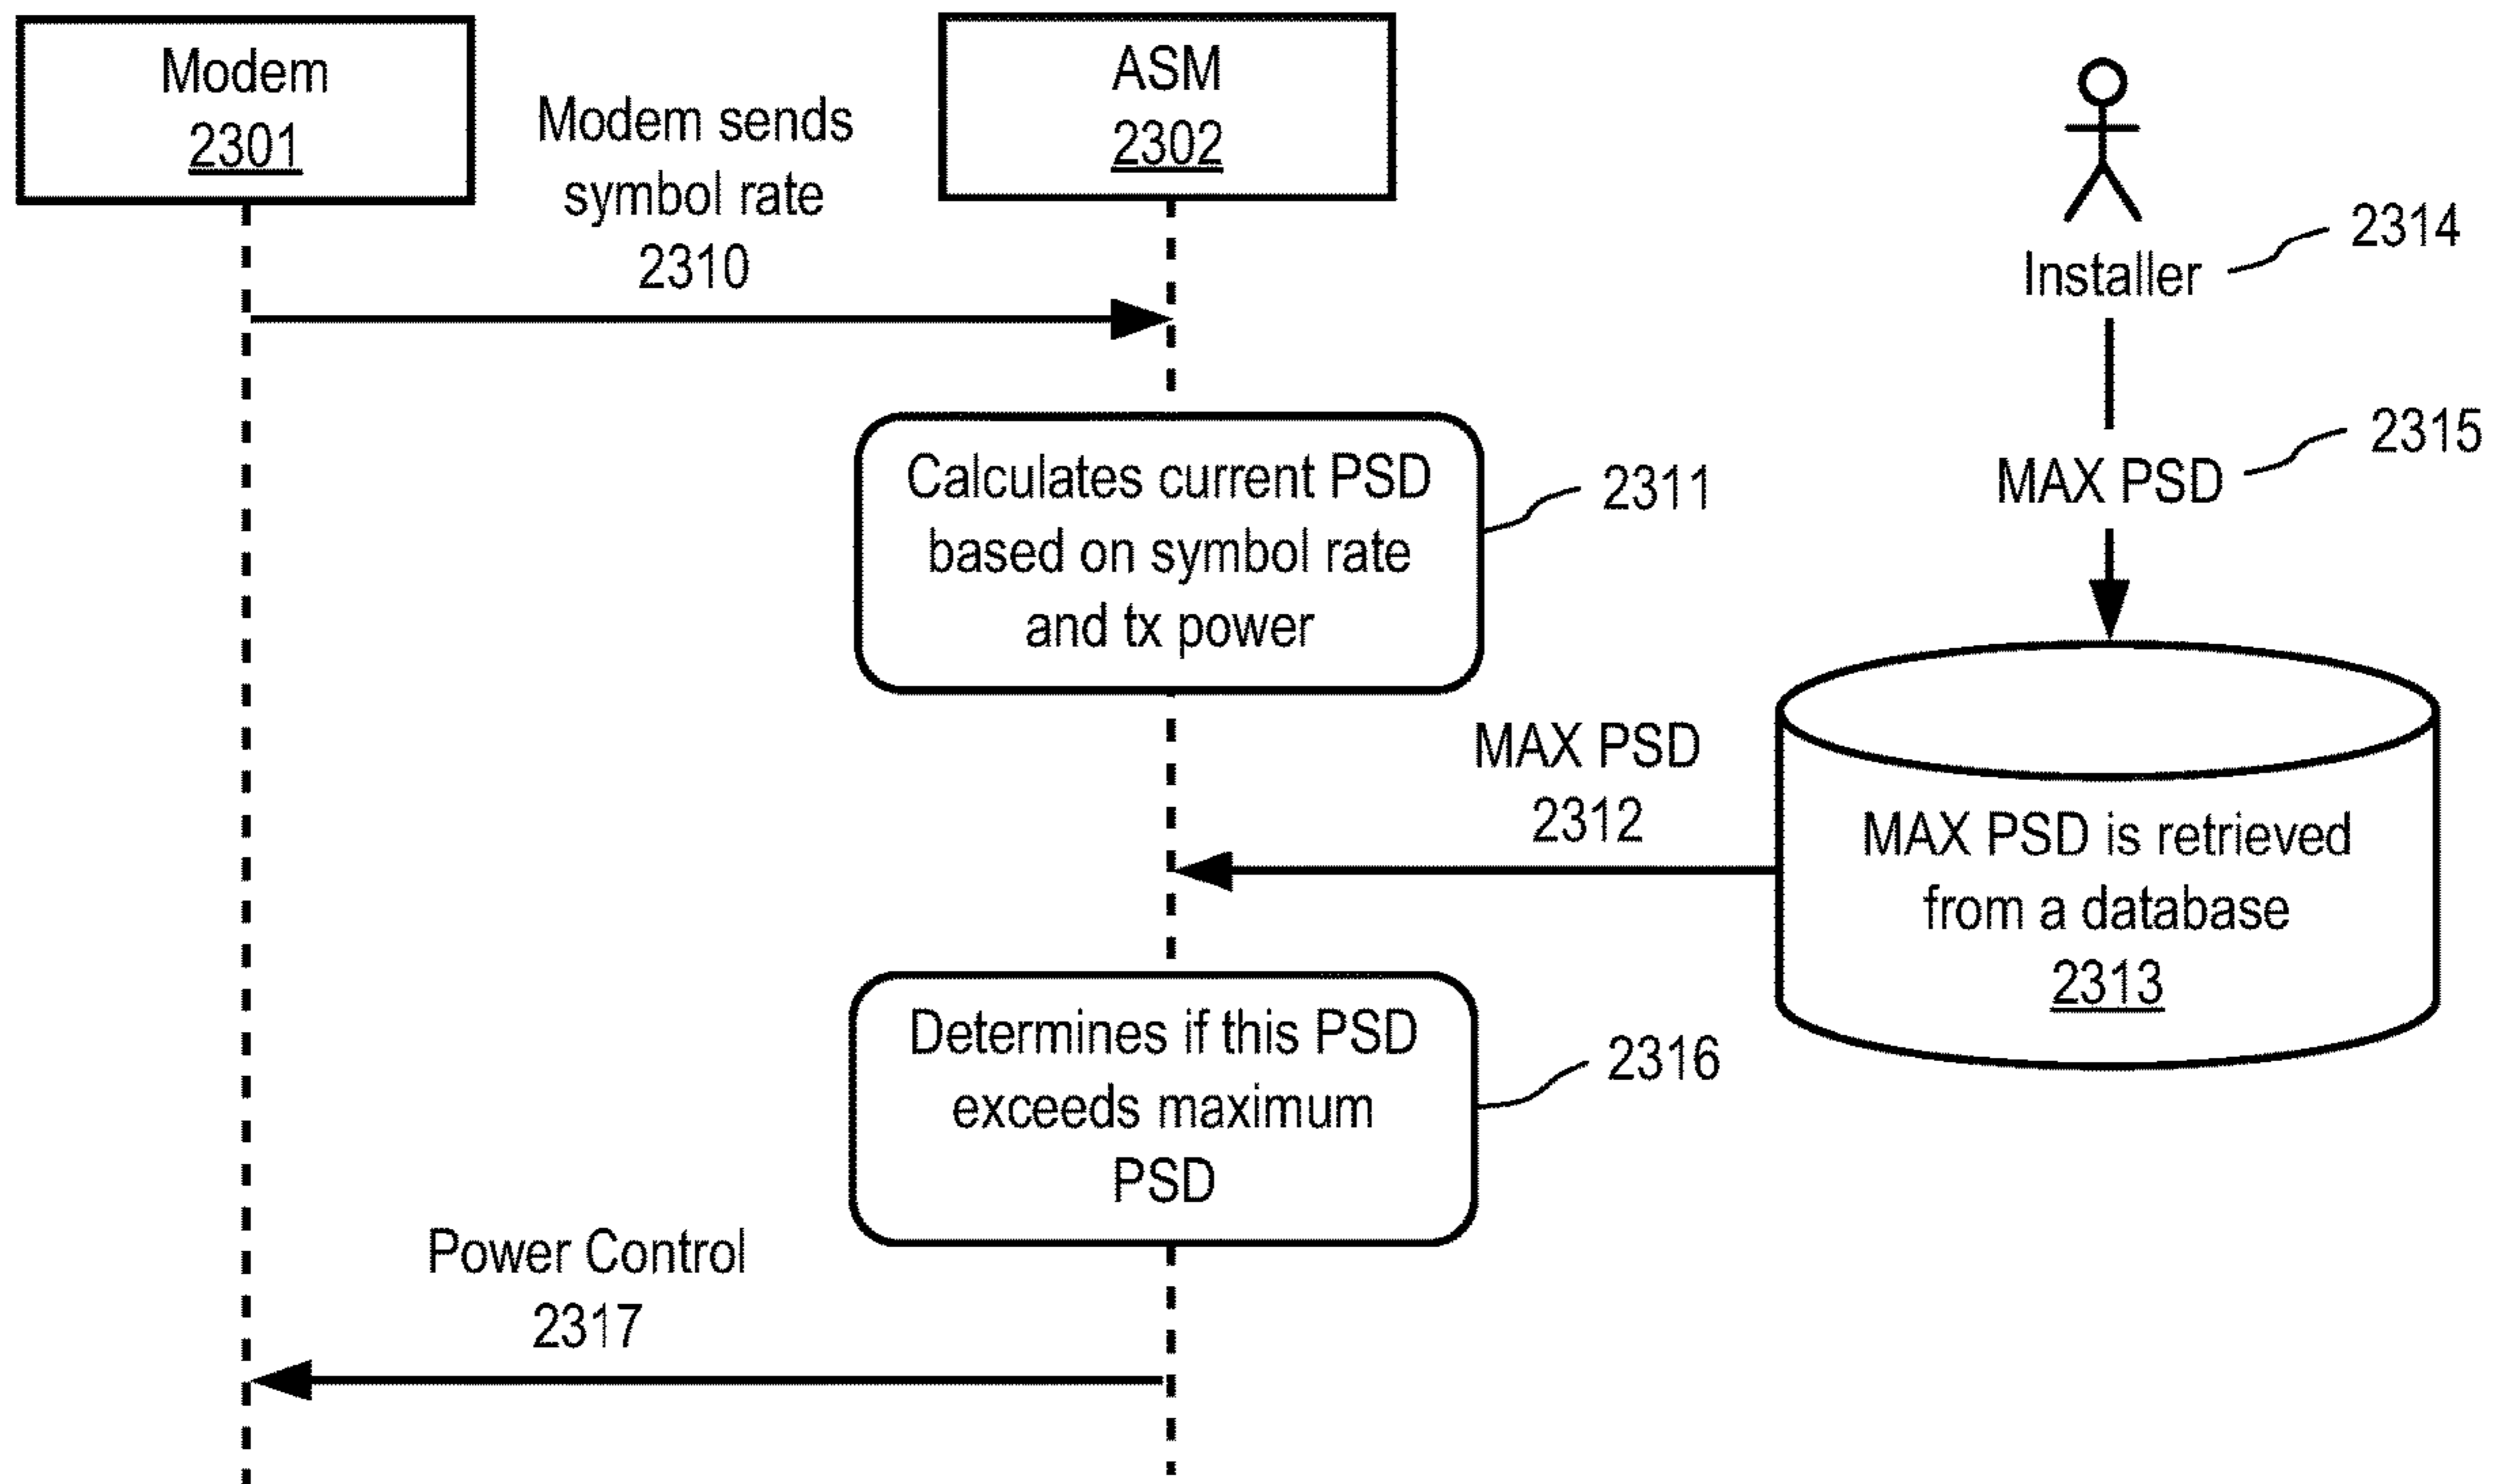 Modem
2301
Modem sends
symbol rate
2310
ASM
2302
Installer
2314
MAX PSD
2315
Calculates current PSD
based on symbol rate
and tx power
2311
MAX PSD
2312
MAX PSD is retrieved
from a database
2313
Determines if this PSD
exceeds maximum
PSD
2316
Power Control
2317